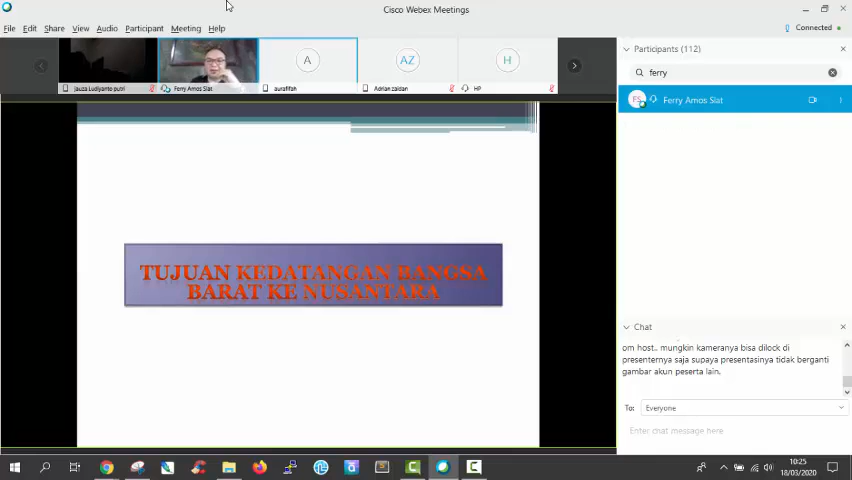 Cisco Webex Meetings
File Edit Share View Audio Participant Meeting Help
Connected
jauza Ludiyanto putri
Ferry Amos Siat
A
aurafifah
AZ
Adrian zaidan
H
HP
TUJUAN KEDATANGAN BANGSA
BARAT KE NUSANTARA
Participants (112)
ferry
FS
Ferry Amos Siat
Chat
om host.. mungkin kameranya bisa dilock di
presenternya saja supaya presentasinya tidak berganti
gambar akun peserta lain.
To: Everyone
Enter chat message here
10:25
18/03/2020